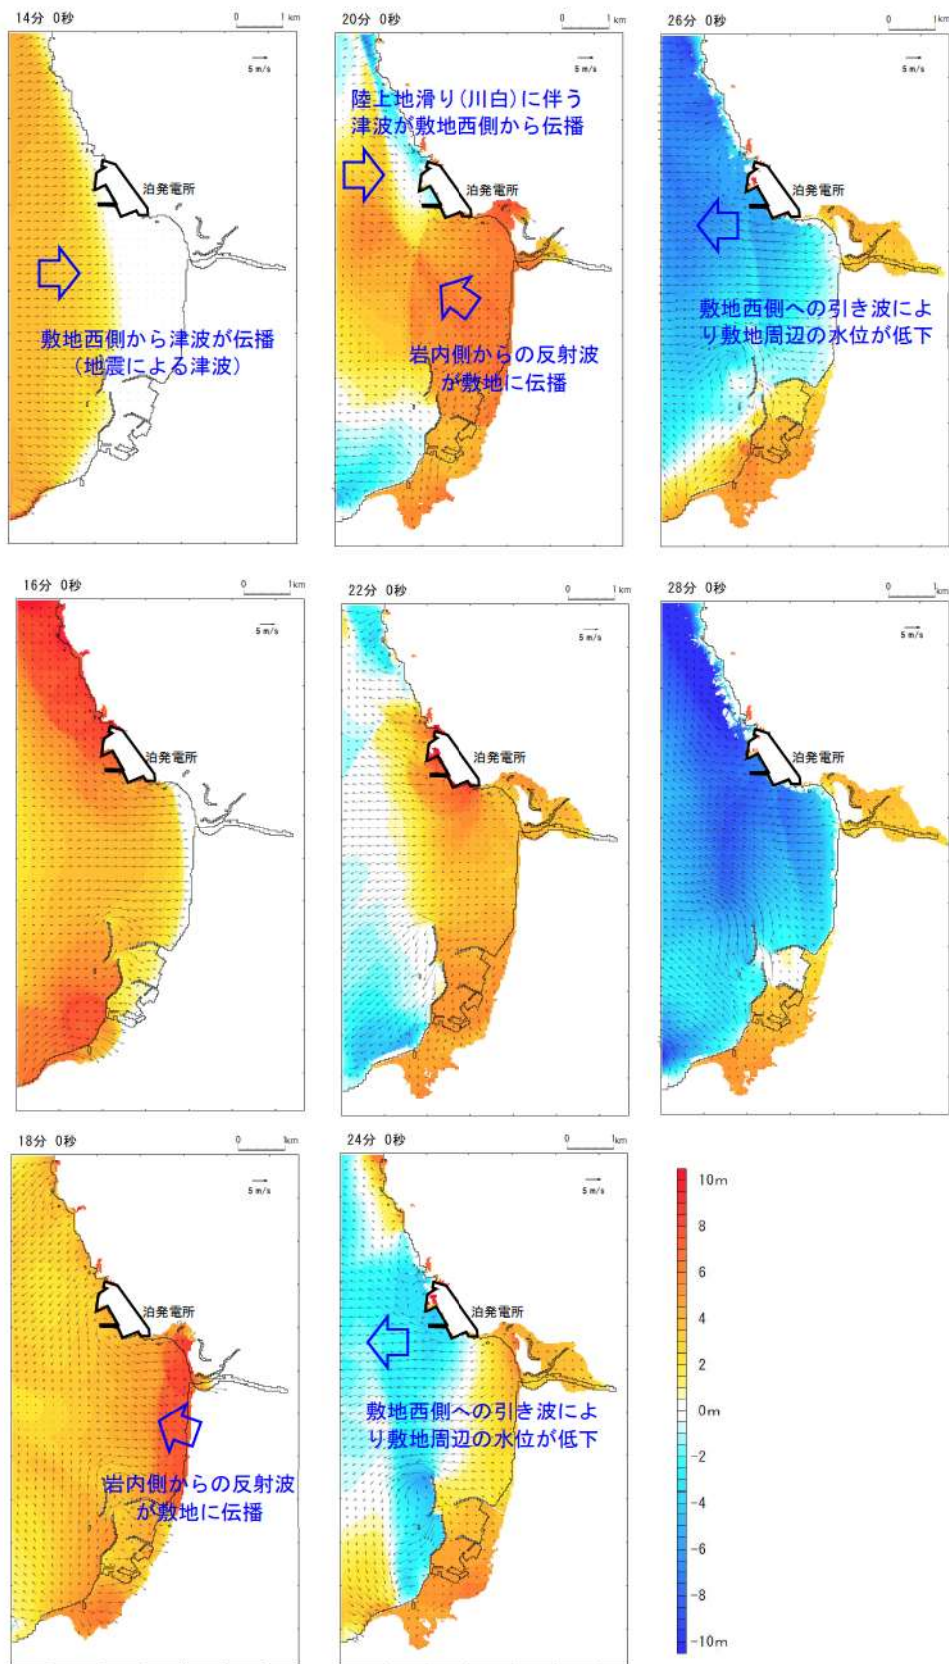 14分 0秒
0 1km
5 m/s
泊発電所
敷地西側から津波が伝播
(地震による津波)
16分 0秒
0 1km
5 m/s
泊発電所
18分 0秒
0 1km
5 m/s
泊発電所
岩内側からの反射波
が敷地に伝播
20分 0秒
0 1km
5 m/s
陸上地滑り(川白)に伴う
津波が敷地西側から伝播
泊発電所
岩内側からの反射波
が敷地に伝播
22分 0秒
0 1km
5 m/s
泊発電所
24分 0秒
0 1km
5 m/s
泊発電所
敷地西側への引き波によ
り敷地周辺の水位が低下
26分 0秒
0 1km
5 m/s
泊発電所
敷地西側への引き波によ
り敷地周辺の水位が低下
28分 0秒
0 1km
5 m/s
泊発電所
10m
8
6
4
2
0m
-2
-4
-6
-8
-10m